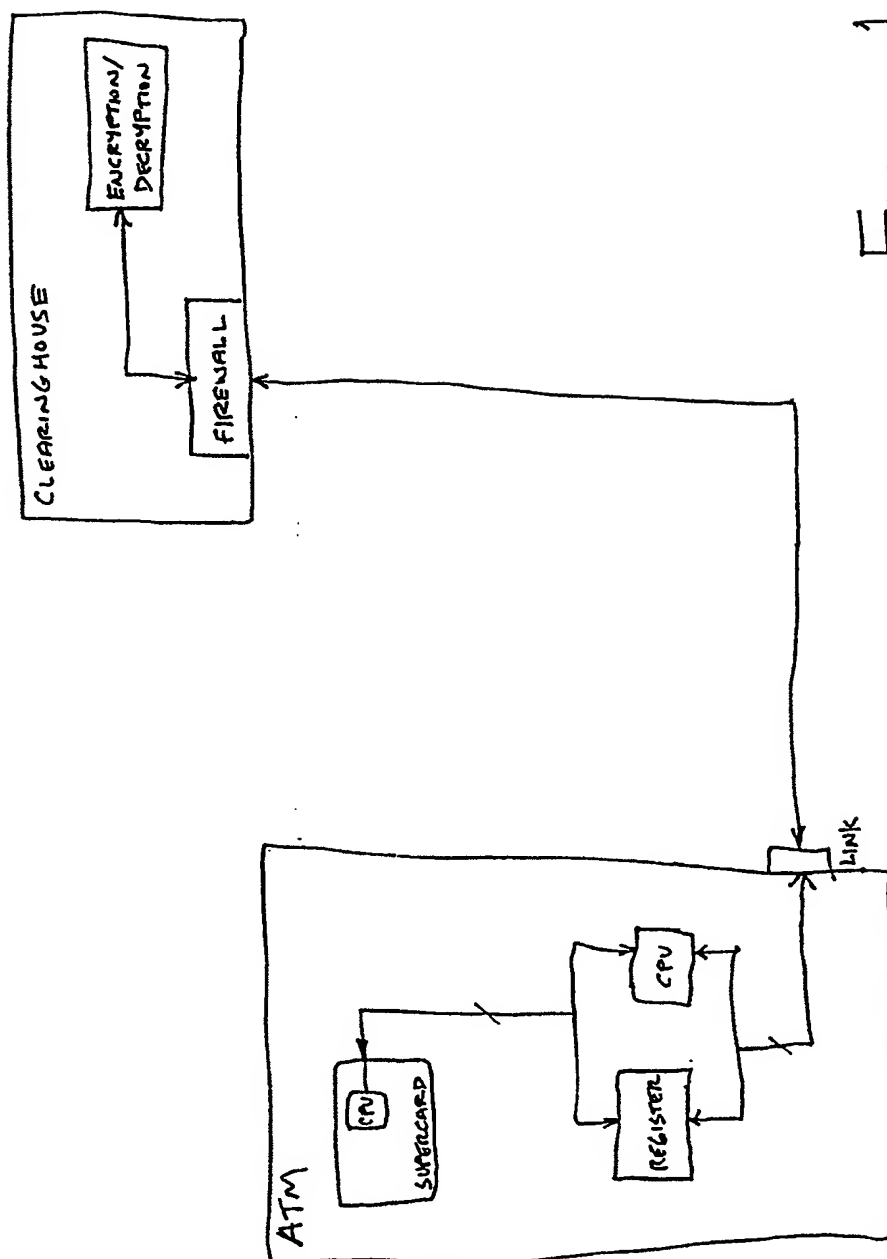 CLEARINGHOUSE
ENCRYPTION/
DECRYPTION
FIREWALL
ATM
CPU
SUPERCARD
REGISTER
CPU
LINK